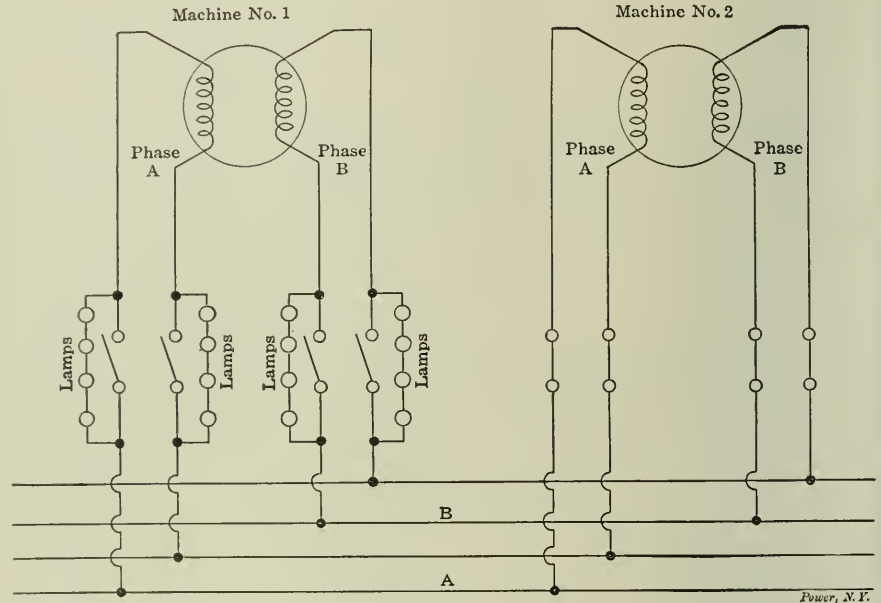 Machine No. 1
Machine No. 2
Phase
A
Phase
B
Phase
A
Phase
B
Lamps
Lamps
Lamps
Lamps
B
A
Power, N.Y.